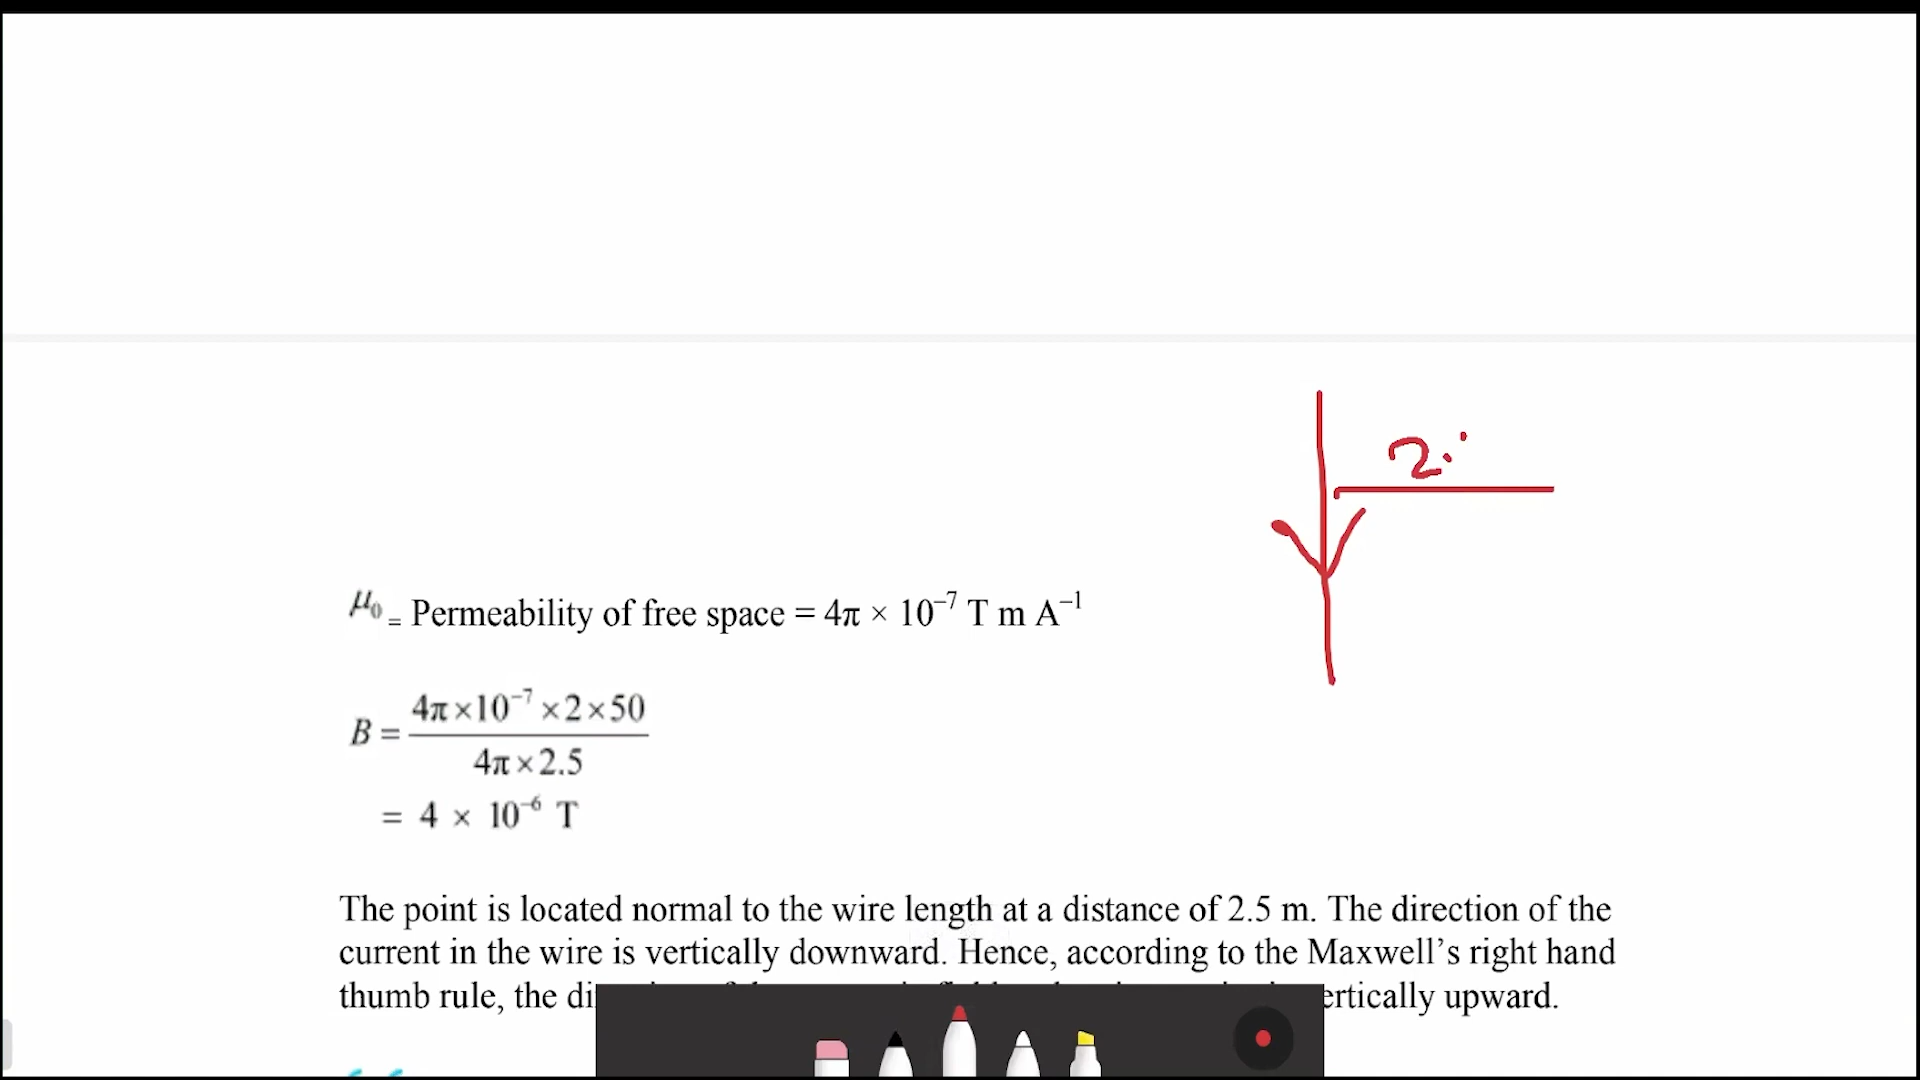 2.
μ₀ = Permeability of free space = 4π × 10⁻⁷ T m A⁻¹
B = 4π×10⁻⁷×2×50 / 4π×2.5
= 4 × 10⁻⁶ T
The point is located normal to the wire length at a distance of 2.5 m. The direction of the
current in the wire is vertically downward. Hence, according to the Maxwell’s right hand
thumb rule, the upward.